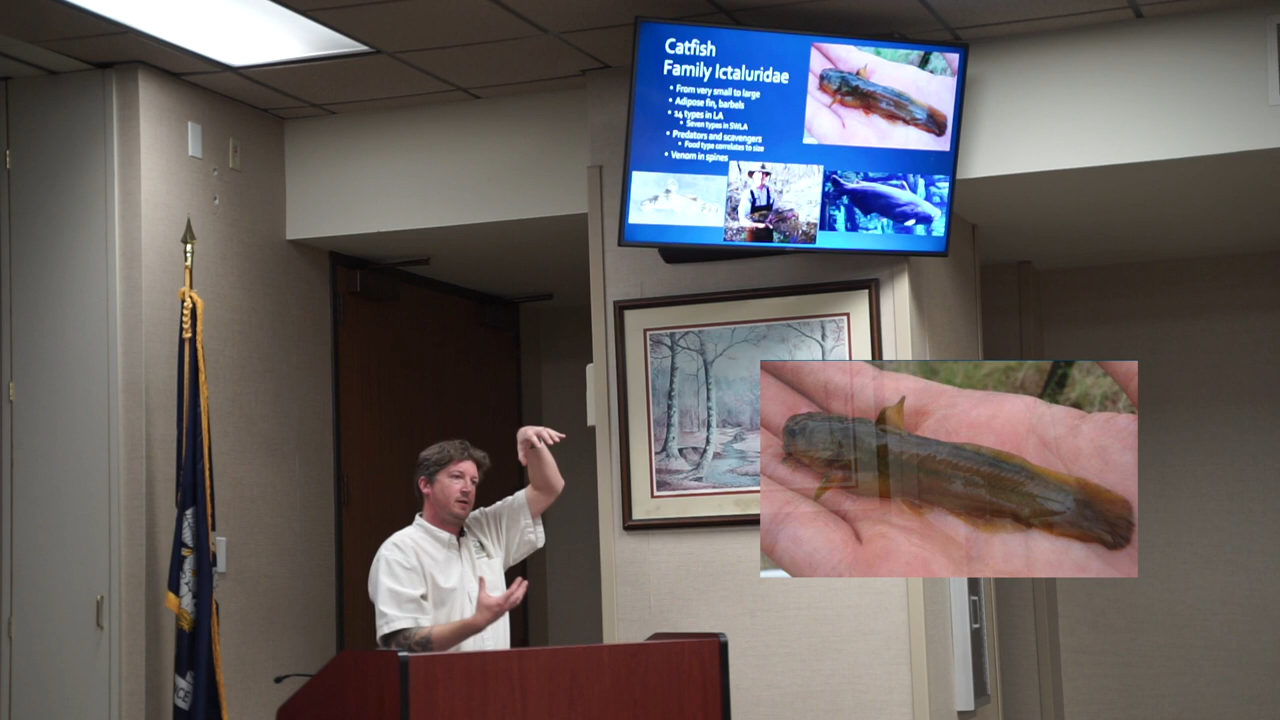 Catfish
Family Ictaluridae
• From very small to large
• Adipose fin, barbels
• 14 types in LA
• Seven types in SWLA
• Predators and scavengers
• Food type correlates to size
• Venom in spines